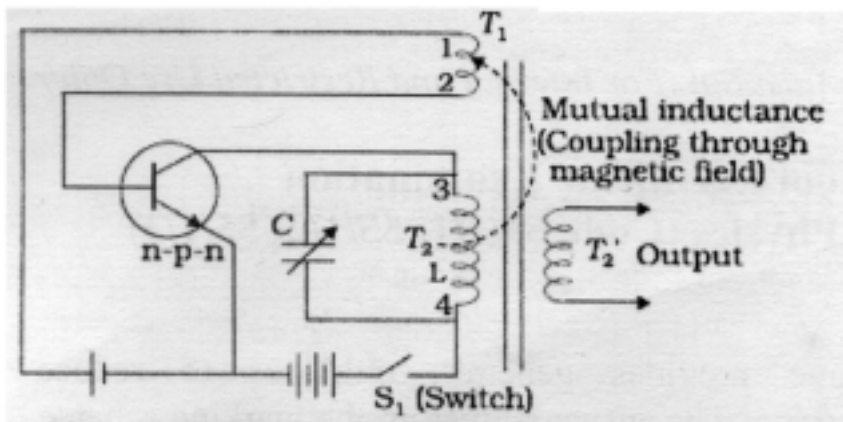 T1
1
2
Mutual inductance
(Coupling through
magnetic field)
3
C
T2
n-p-n
T2' Output
L
4
S1 (Switch)